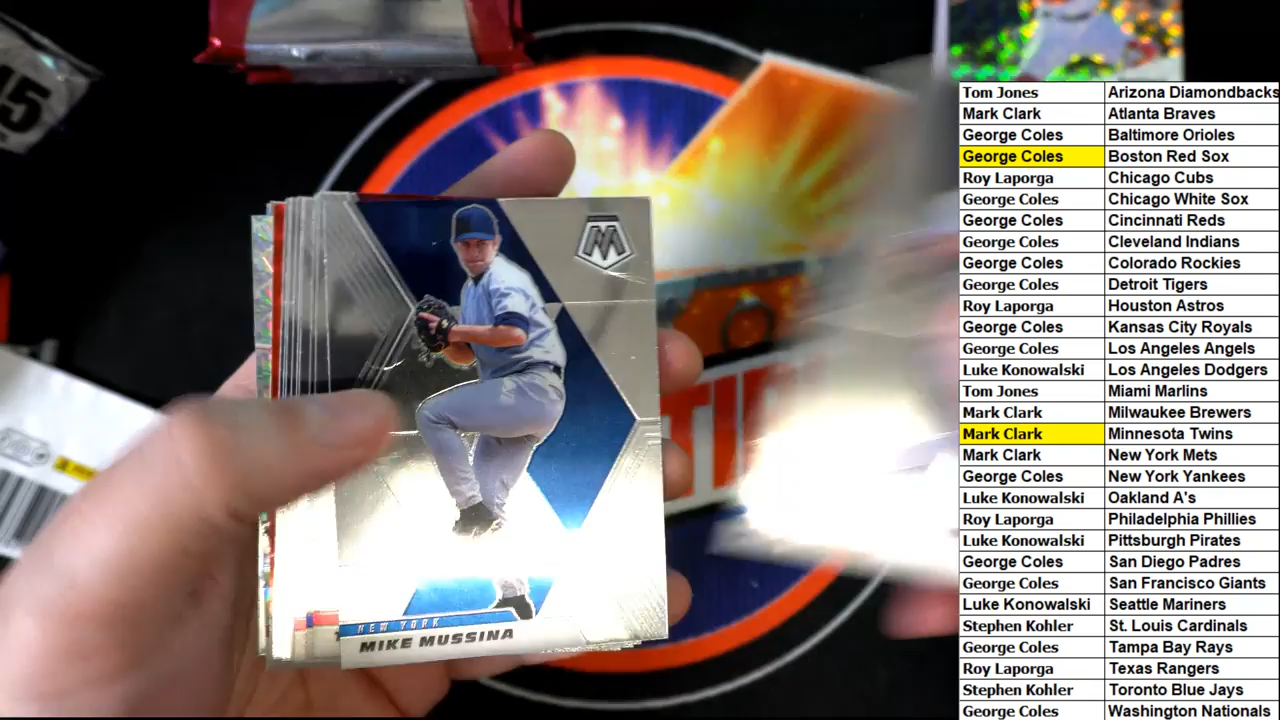 45
M
NEW YORK
MIKE MUSSINA
Tom Jones Arizona Diamondbacks
Mark Clark Atlanta Braves
George Coles Baltimore Orioles
George Coles Boston Red Sox
Roy Laporga Chicago Cubs
George Coles Chicago White Sox
George Coles Cincinnati Reds
George Coles Cleveland Indians
George Coles Colorado Rockies
George Coles Detroit Tigers
Roy Laporga Houston Astros
George Coles Kansas City Royals
George Coles Los Angeles Angels
Luke Konowalski Los Angeles Dodgers
Tom Jones Miami Marlins
Mark Clark Milwaukee Brewers
Mark Clark Minnesota Twins
Mark Clark New York Mets
George Coles New York Yankees
Luke Konowalski Oakland A's
Roy Laporga Philadelphia Phillies
Luke Konowalski Pittsburgh Pirates
George Coles San Diego Padres
George Coles San Francisco Giants
Luke Konowalski Seattle Mariners
Stephen Kohler St. Louis Cardinals
George Coles Tampa Bay Rays
Roy Laporga Texas Rangers
Stephen Kohler Toronto Blue Jays
George Coles Washington Nationals